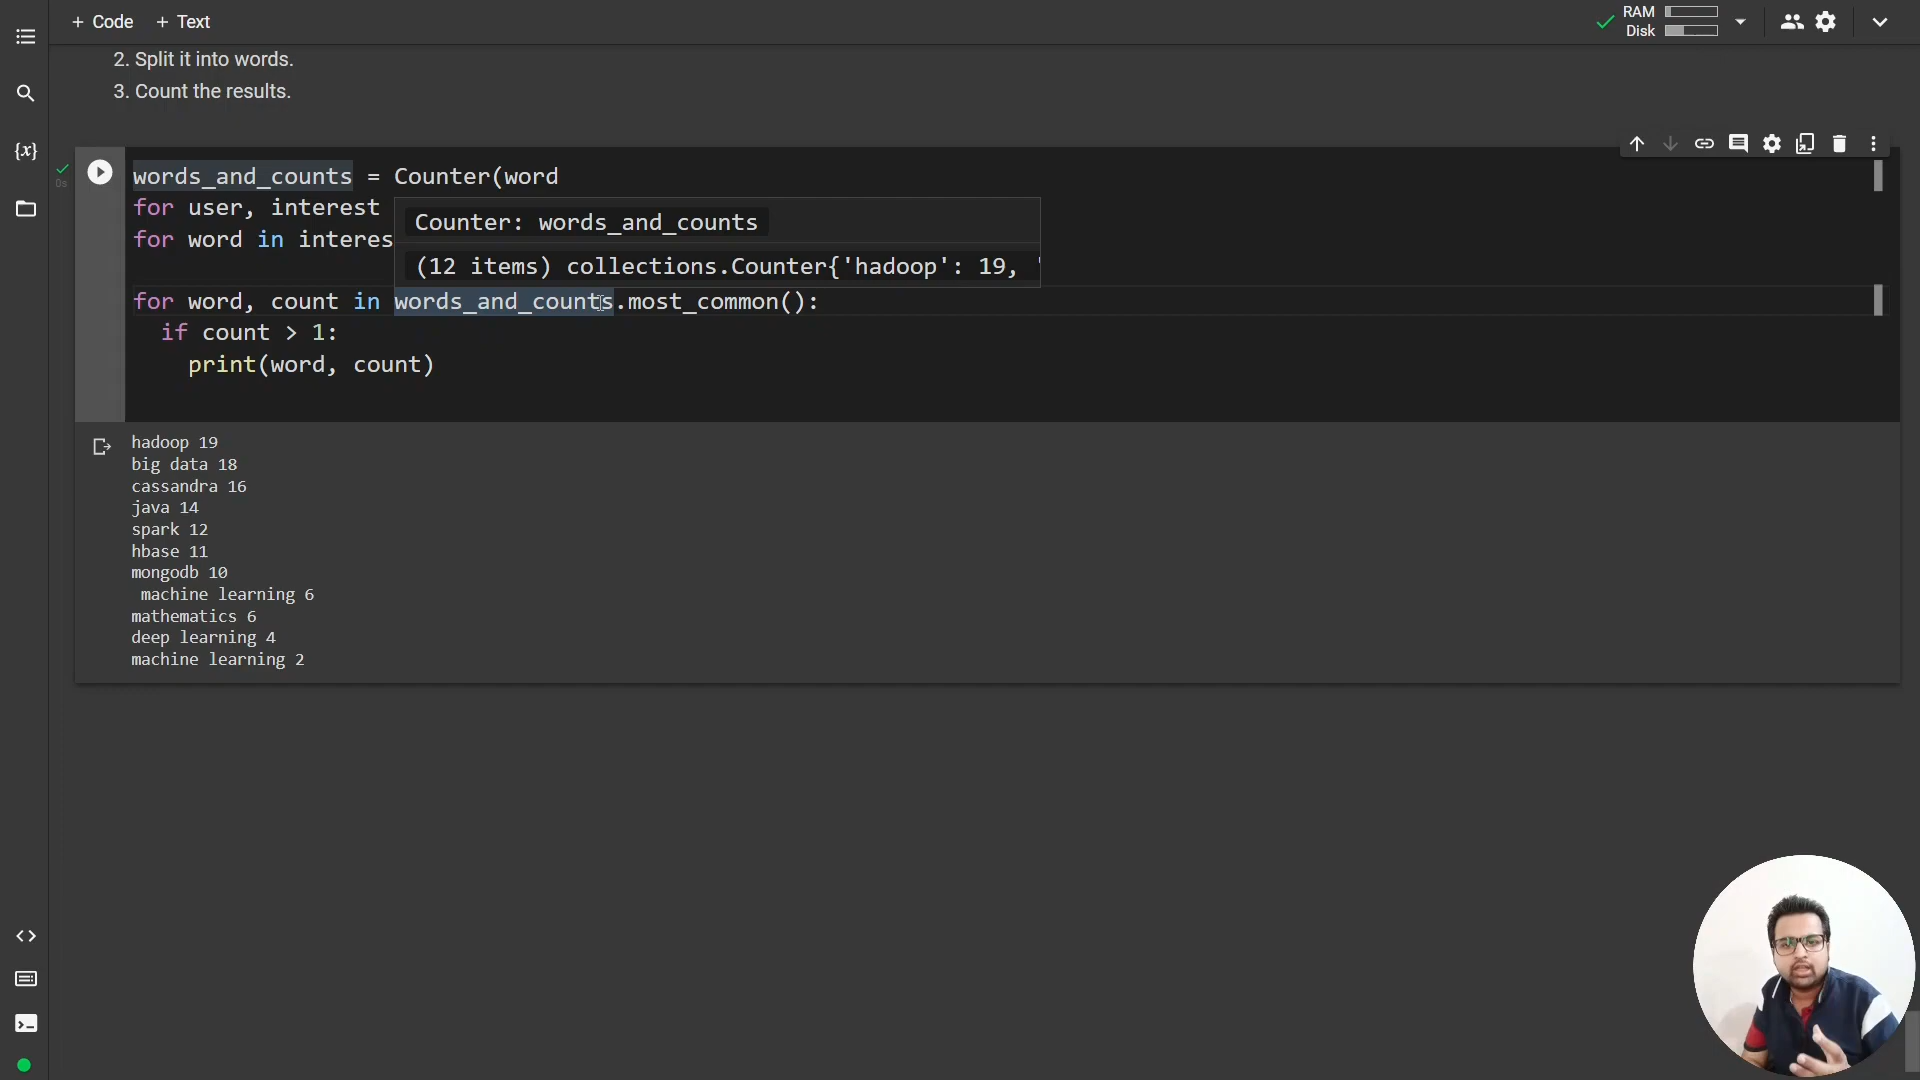 + Code + Text
RAM
Disk
2. Split it into words.
3. Count the results.
{x}
0s
words_and_counts = Counter(word
for user, interest
for word in interes
Counter: words_and_counts
(12 items) collections.Counter{'hadoop': 19, '
for word, count in words_and_counts.most_common():
if count > 1:
print(word, count)
hadoop 19
big data 18
cassandra 16
java 14
spark 12
hbase 11
mongodb 10
machine learning 6
mathematics 6
deep learning 4
machine learning 2